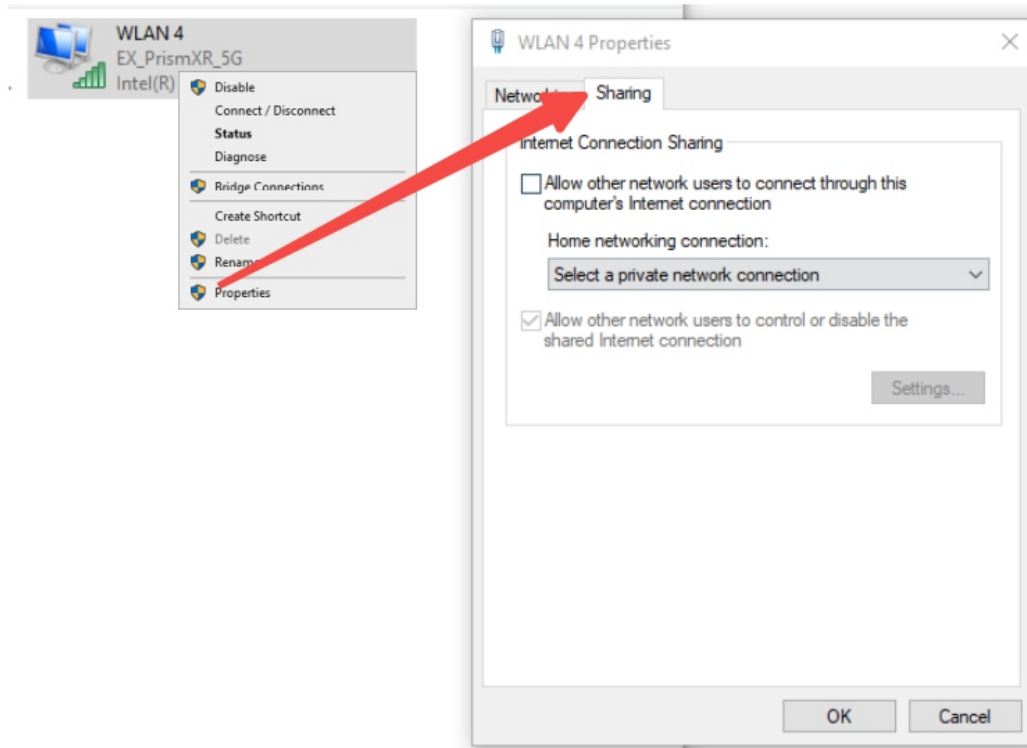 WLAN 4
EX_PrismXR_5G
Intel(R)
Disable
Connect / Disconnect
Status
Diagnose
Bridge Connections
Create Shortcut
Delete
Rename
Properties
WLAN 4 Properties
Sharing
Internet Connection Sharing
Allow other network users to connect through this
computer's Internet connection
Home networking connection:
Select a private network connection
Allow other network users to control or disable the
shared Internet connection
Settings...
OK
Cancel